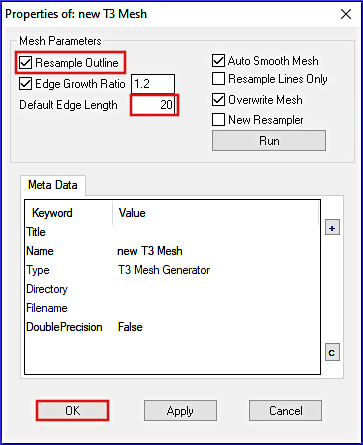 Properties of: new T3 Mesh
Mesh Parameters
Resample Outline
Edge Growth Ratio 1.2
Default Edge Length 20
Auto Smooth Mesh
Resample Lines Only
Overwrite Mesh
New Resampler
Run
Meta Data
Keyword Value
Title
Name new T3 Mesh
Type T3 Mesh Generator
Directory
Filename
DoublePrecision False
+
C
OK Apply Cancel